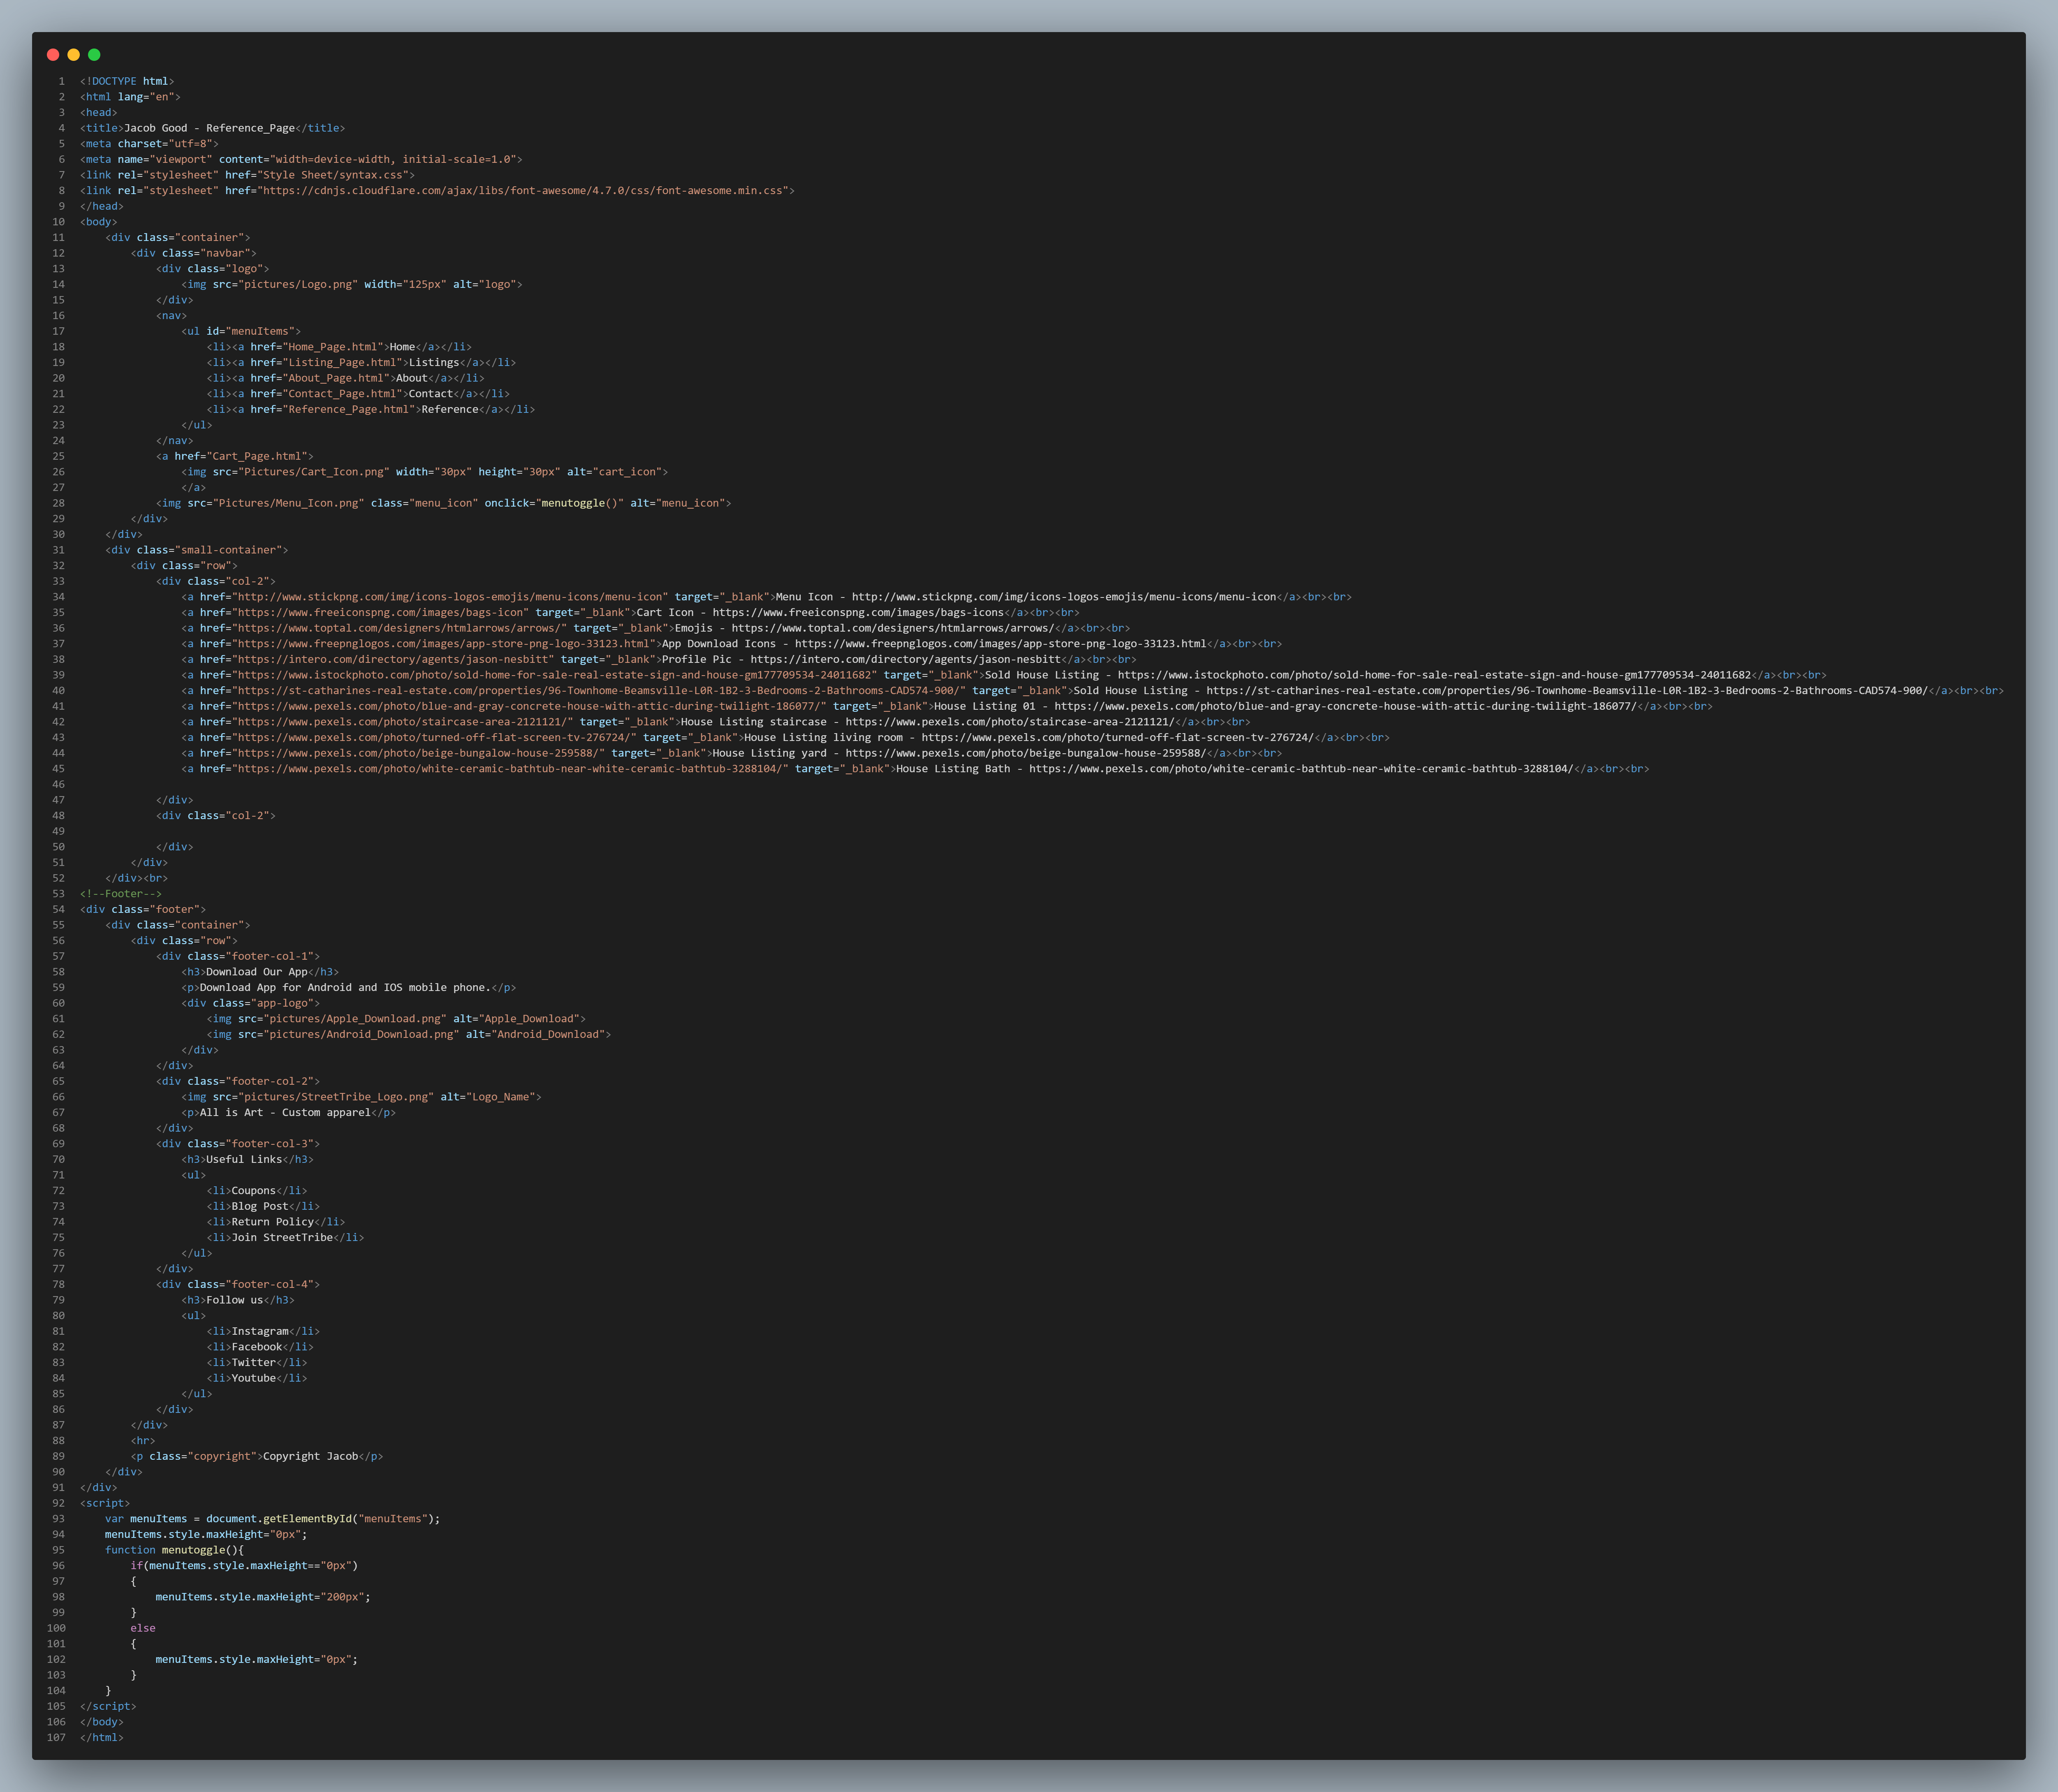 1 <!DOCTYPE html>
2 <html lang="en">
3 <head>
4 <title>Jacob Good - Reference_Page</title>
5 <meta charset="utf=8">
6 <meta name="viewport" content="width=device-width, initial-scale=1.0">
7 <link rel="stylesheet" href="Style Sheet/syntax.css">
8 <link rel="stylesheet" href="https://cdnjs.cloudflare.com/ajax/libs/font-awesome/4.7.0/css/font-awesome.min.css">
9 </head>
10 <body>
11     <div class="container">
12         <div class="navbar">
13             <div class="logo">
14                 <img src="pictures/Logo.png" width="125px" alt="logo">
15             </div>
16             <nav>
17                 <ul id="menuItems">
18                     <li><a href="Home_Page.html">Home</a></li>
19                     <li><a href="Listing_Page.html">Listings</a></li>
20                     <li><a href="About_Page.html">About</a></li>
21                     <li><a href="Contact_Page.html">Contact</a></li>
22                     <li><a href="Reference_Page.html">Reference</a></li>
23                 </ul>
24             </nav>
25             <a href="Cart_Page.html">
26                 <img src="Pictures/Cart_Icon.png" width="30px" height="30px" alt="cart_icon">
27                 </a>
28             <img src="Pictures/Menu_Icon.png" class="menu_icon" onclick="menutoggle()" alt="menu_icon">
29         </div>
30     </div>
31     <div class="small-container">
32         <div class="row">
33             <div class="col-2">
34                 <a href="http://www.stickpng.com/img/icons-logos-emojis/menu-icons/menu-icon" target="_blank">Menu Icon - http://www.stickpng.com/img/icons-logos-emojis/menu-icons/menu-icon</a><br><br>
35                 <a href="https://www.freeiconspng.com/images/bags-icon" target="_blank">Cart Icon - https://www.freeiconspng.com/images/bags-icons</a><br><br>
36                 <a href="https://www.toptal.com/designers/htmlarrows/arrows/" target="_blank">Emojis - https://www.toptal.com/designers/htmlarrows/arrows/</a><br><br>
37                 <a href="https://www.freepnglogos.com/images/app-store-png-logo-33123.html">App Download Icons - https://www.freepnglogos.com/images/app-store-png-logo-33123.html</a><br><br>
38                 <a href="https://intero.com/directory/agents/jason-nesbitt" target="_blank">Profile Pic - https://intero.com/directory/agents/jason-nesbitt</a><br><br>
39                 <a href="https://www.istockphoto.com/photo/sold-home-for-sale-real-estate-sign-and-house-gm177709534-24011682" target="_blank">Sold House Listing - https://www.istockphoto.com/photo/sold-home-for-sale-real-estate-sign-and-house-gm177709534-24011682</a><br><br>
40                 <a href="https://st-catharines-real-estate.com/properties/96-Townhome-Beamsville-L0R-1B2-3-Bedrooms-2-Bathrooms-CAD574-900/" target="_blank">Sold House Listing - https://st-catharines-real-estate.com/properties/96-Townhome-Beamsville-L0R-1B2-3-Bedrooms-2-Bathrooms-CAD574-900/</a><br><br>
41                 <a href="https://www.pexels.com/photo/blue-and-gray-concrete-house-with-attic-during-twilight-186077/" target="_blank">House Listing 01 - https://www.pexels.com/photo/blue-and-gray-concrete-house-with-attic-during-twilight-186077/</a><br><br>
42                 <a href="https://www.pexels.com/photo/staircase-area-2121121/" target="_blank">House Listing staircase - https://www.pexels.com/photo/staircase-area-2121121/</a><br><br>
43                 <a href="https://www.pexels.com/photo/turned-off-flat-screen-tv-276724/" target="_blank">House Listing living room - https://www.pexels.com/photo/turned-off-flat-screen-tv-276724/</a><br><br>
44                 <a href="https://www.pexels.com/photo/beige-bungalow-house-259588/" target="_blank">House Listing yard - https://www.pexels.com/photo/beige-bungalow-house-259588/</a><br><br>
45                 <a href="https://www.pexels.com/photo/white-ceramic-bathtub-near-white-ceramic-bathtub-3288104/" target="_blank">House Listing Bath - https://www.pexels.com/photo/white-ceramic-bathtub-near-white-ceramic-bathtub-3288104/</a><br><br>
46
47             </div>
48             <div class="col-2">
49
50             </div>
51         </div>
52     </div><br>
53 <!--Footer-->
54 <div class="footer">
55     <div class="container">
56         <div class="row">
57             <div class="footer-col-1">
58                 <h3>Download Our App</h3>
59                 <p>Download App for Android and IOS mobile phone.</p>
60                 <div class="app-logo">
61                     <img src="pictures/Apple_Download.png" alt="Apple_Download">
62                     <img src="pictures/Android_Download.png" alt="Android_Download">
63                 </div>
64             </div>
65             <div class="footer-col-2">
66                 <img src="pictures/StreetTribe_Logo.png" alt="Logo_Name">
67                 <p>All is Art - Custom apparel</p>
68             </div>
69             <div class="footer-col-3">
70                 <h3>Useful Links</h3>
71                 <ul>
72                     <li>Coupons</li>
73                     <li>Blog Post</li>
74                     <li>Return Policy</li>
75                     <li>Join StreetTribe</li>
76                 </ul>
77             </div>
78             <div class="footer-col-4">
79                 <h3>Follow us</h3>
80                 <ul>
81                     <li>Instagram</li>
82                     <li>Facebook</li>
83                     <li>Twitter</li>
84                     <li>Youtube</li>
85                 </ul>
86             </div>
87         </div>
88         <hr>
89         <p class="copyright">Copyright Jacob</p>
90     </div>
91 </div>
92 <script>
93     var menuItems = document.getElementById("menuItems");
94     menuItems.style.maxHeight="0px";
95     function menutoggle(){
96         if(menuItems.style.maxHeight=="0px")
97         {
98             menuItems.style.maxHeight="200px";
99         }
100         else
101         {
102             menuItems.style.maxHeight="0px";
103         }
104     }
105 </script>
106 </body>
107 </html>